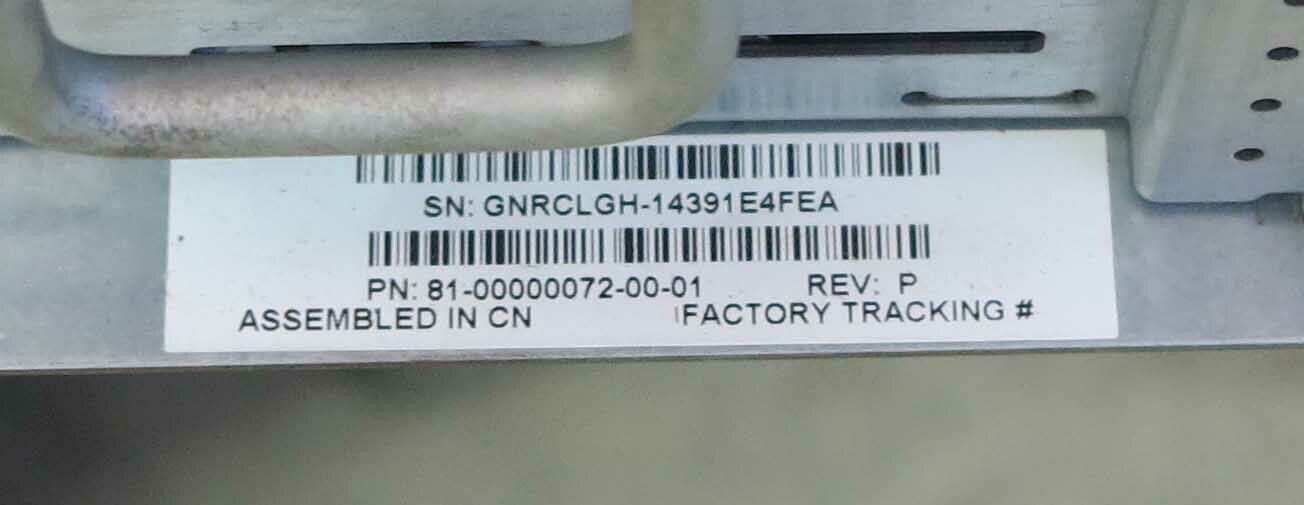 SN: GNRCLGH-14391E4FEA
PN: 81-00000072-00-01 REV: P
ASSEMBLED IN CN FACTORY TRACKING #